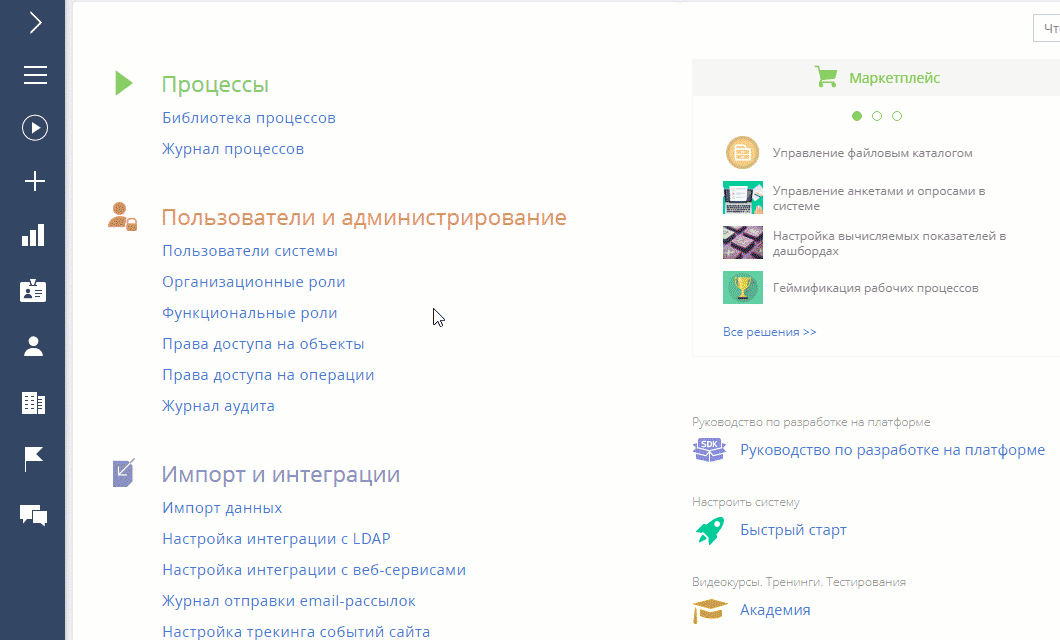 Процессы
Библиотека процессов
Журнал процессов
Пользователи и администрирование
Пользователи системы
Организационные роли
Функциональные роли
Права доступа на объекты
Права доступа на операции
Журнал аудита
Импорт и интеграции
Импорт данных
Настройка интеграции с LDAP
Настройка интеграции с веб-сервисами
Журнал отправки email-рассылок
Настройка трекинга событий сайта
Чт
Маркетплейс
Управление файловым каталогом
Управление анкетами и опросами в
системе
Настройка вычисляемых показателей в
дашбордах
Геймификация рабочих процессов
Все решения >>
Руководство по разработке на платформе
SDK
Руководство по разработке на платформе
Настроить систему
Быстрый старт
Видеокурсы. Тренинги. Тестирования
Академия